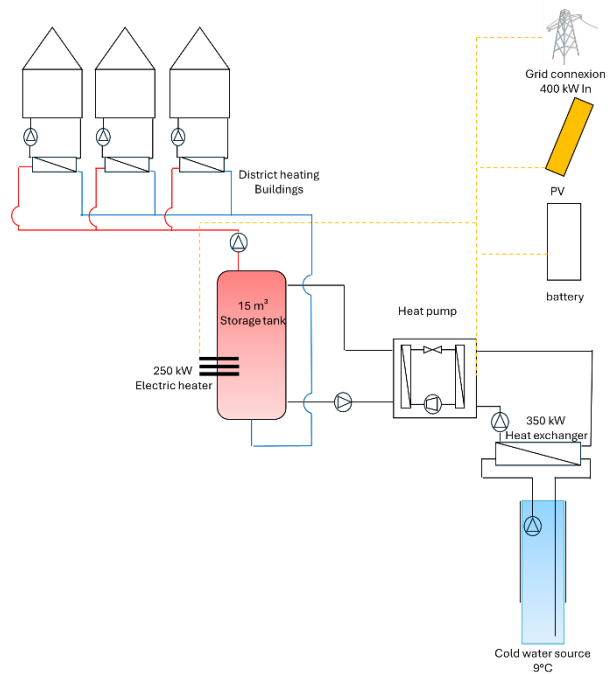 Grid connexion
400 kW In
PV
battery
District heating
Buildings
15 m³
Storage tank
250 kW
Electric heater
Heat pump
350 kW
Heat exchanger
Cold water source
9°C